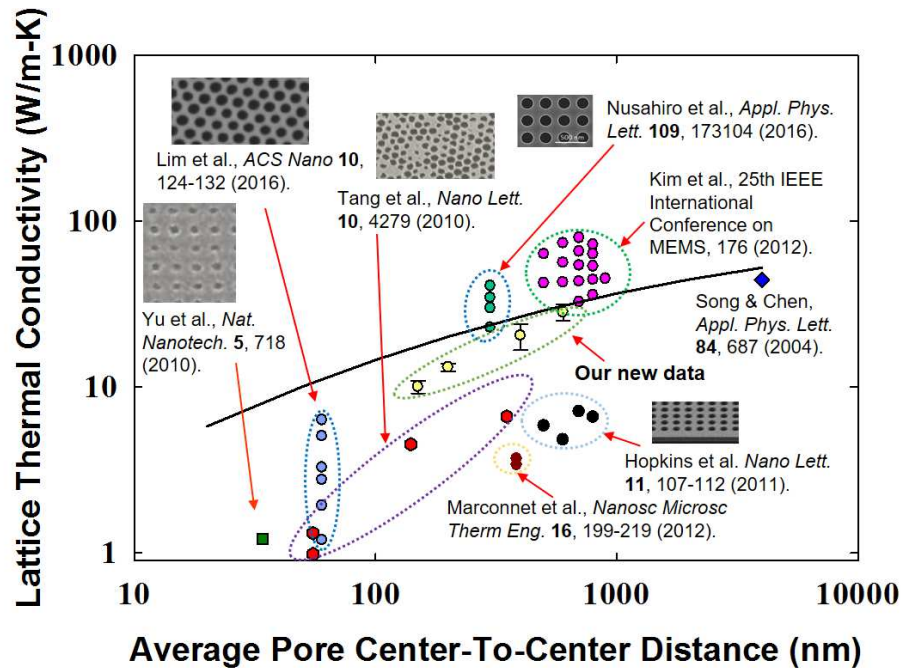 Lattice Thermal Conductivity (W/m-K)
1000
100
10
1
Lim et al., ACS Nano 10,
124-132 (2016).
Tang et al., Nano Lett.
10, 4279 (2010).
500 nm
Nusahiro et al., Appl. Phys.
Lett. 109, 173104 (2016).
Kim et al., 25th IEEE
International
Conference on
MEMS, 176 (2012).
Yu et al., Nat.
Nanotech. 5, 718
(2010).
Song & Chen,
Appl. Phys. Lett.
84, 687 (2004).
Our new data
Hopkins et al. Nano Lett.
11, 107-112 (2011).
Marconnet et al., Nanosc Microsc
Therm Eng. 16, 199-219 (2012).
10
100
1000
10000
Average Pore Center-To-Center Distance (nm)